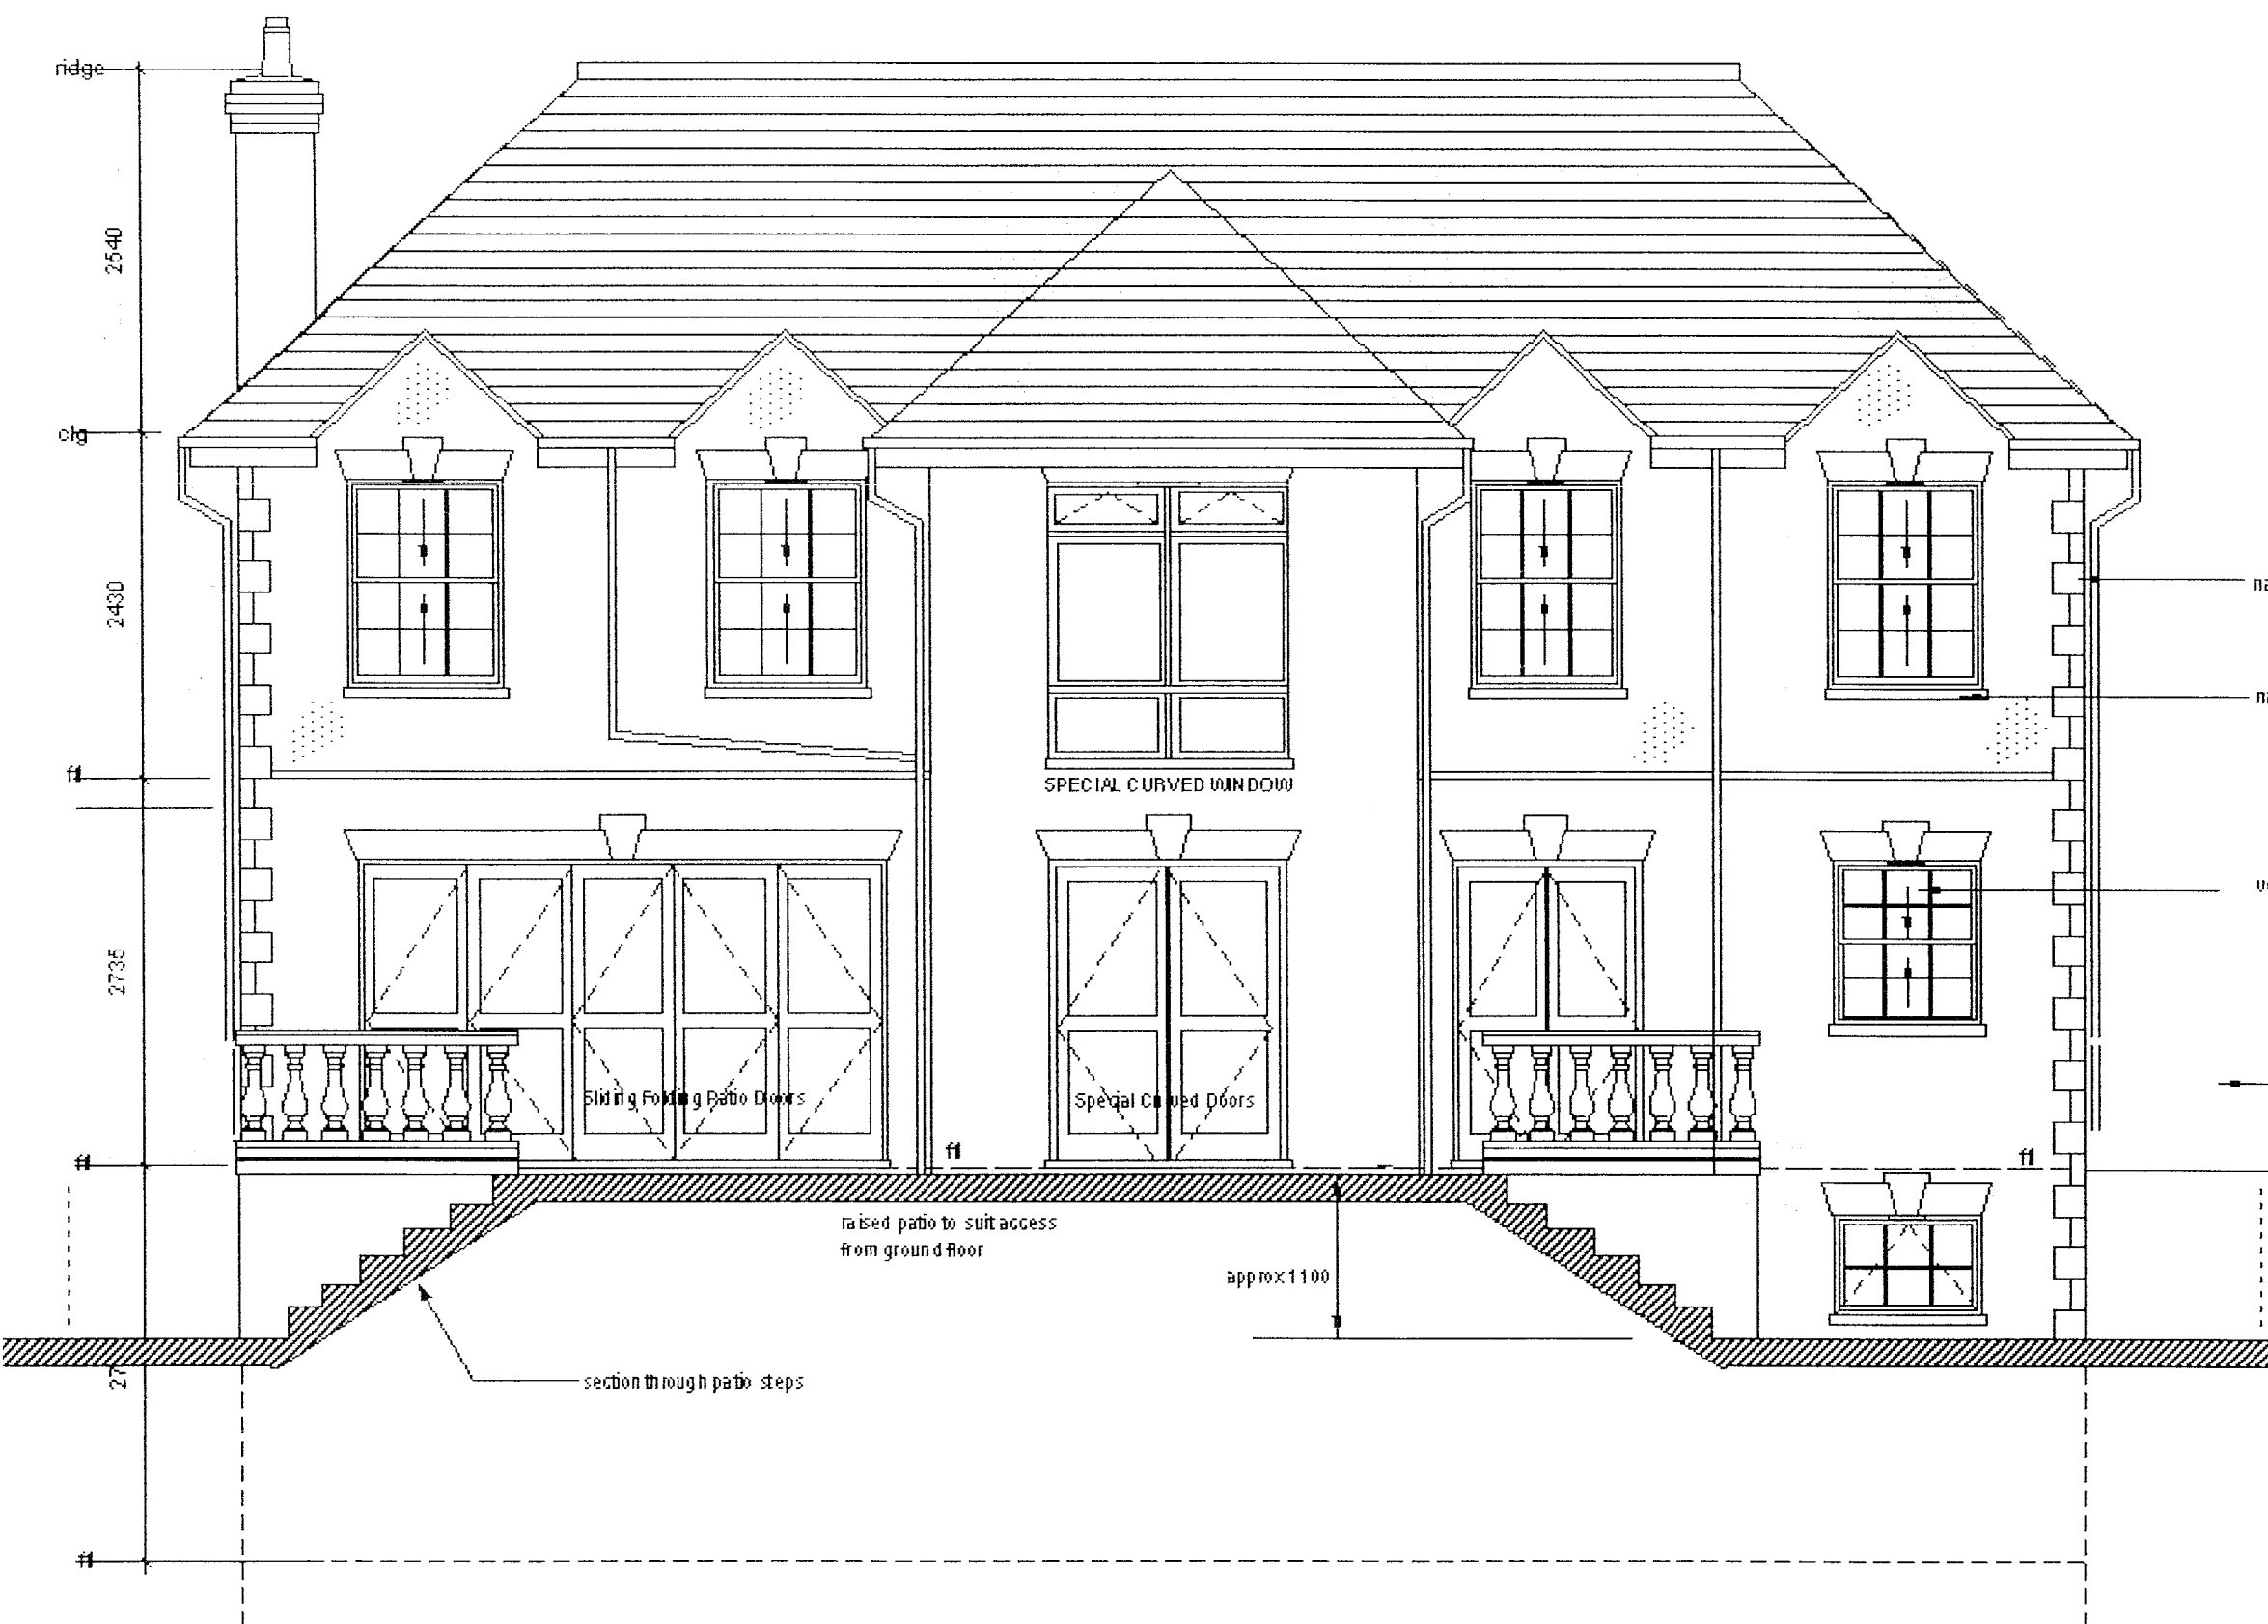 ridge
2540
clg
2430
ffl
SPECIAL CURVED WINDOW
2735
Sliding Folding Patio Doors
Special Curved Doors
ffl
ffl
ffl
raised patio to suit access
from ground floor
approx 1100
section through patio steps
27
ffl